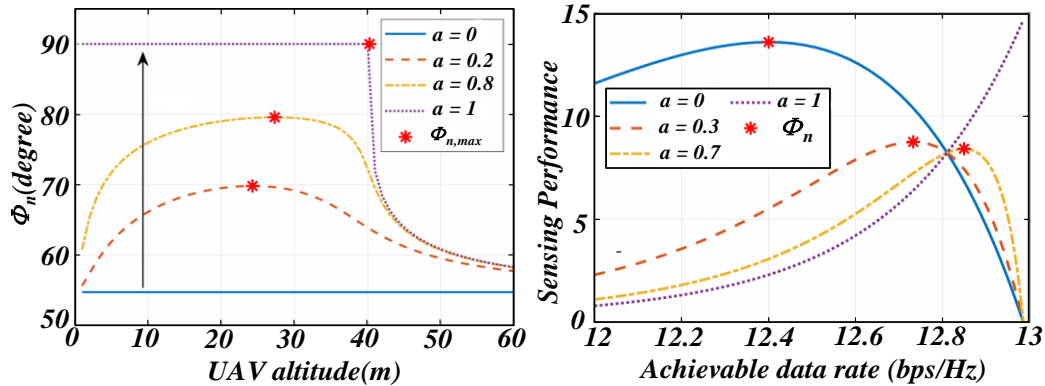 Φn(degree)
90
80
70
60
50
0
10
20
30
40
50
60
UAV altitude(m)
a = 0
a = 0.2
a = 0.8
a = 1
Φn,max
Sensing Performance
15
10
5
0
12
12.2
12.4
12.6
12.8
13
Achievable data rate (bps/Hz)
a = 0
a = 1
a = 0.3
Φn
a = 0.7